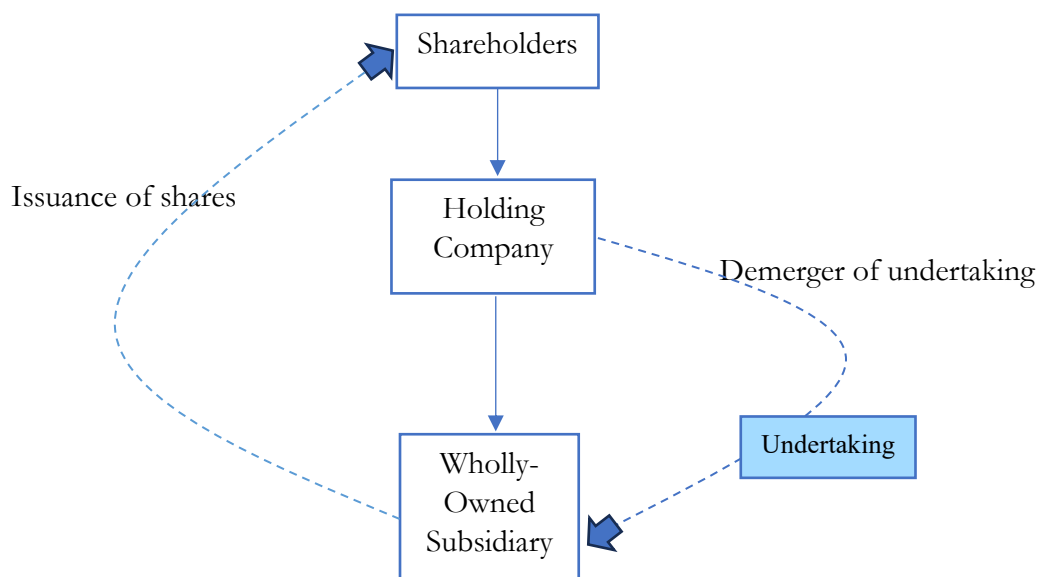 Shareholders
Issuance of shares
Holding
Company
Demerger of undertaking
Undertaking
Wholly-
Owned
Subsidiary